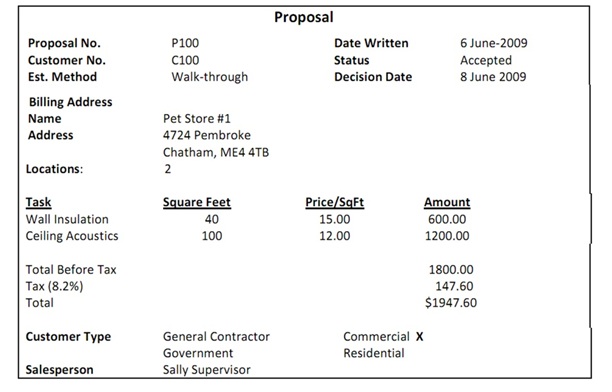 Proposal
Proposal No. P100 Date Written 6 June-2009
Customer No. C100 Status Accepted
Est. Method Walk-through Decision Date 8 June 2009
Billing Address
Name Pet Store #1
Address 4724 Pembroke
Chatham, ME4 4TB
Locations: 2
Task Square Feet Price/SqFt Amount
Wall Insulation 40 15.00 600.00
Ceiling Acoustics 100 12.00 1200.00
Total Before Tax 1800.00
Tax (8.2%) 147.60
Total $1947.60
Customer Type General Contractor Commercial X
Government Residential
Salesperson Sally Supervisor